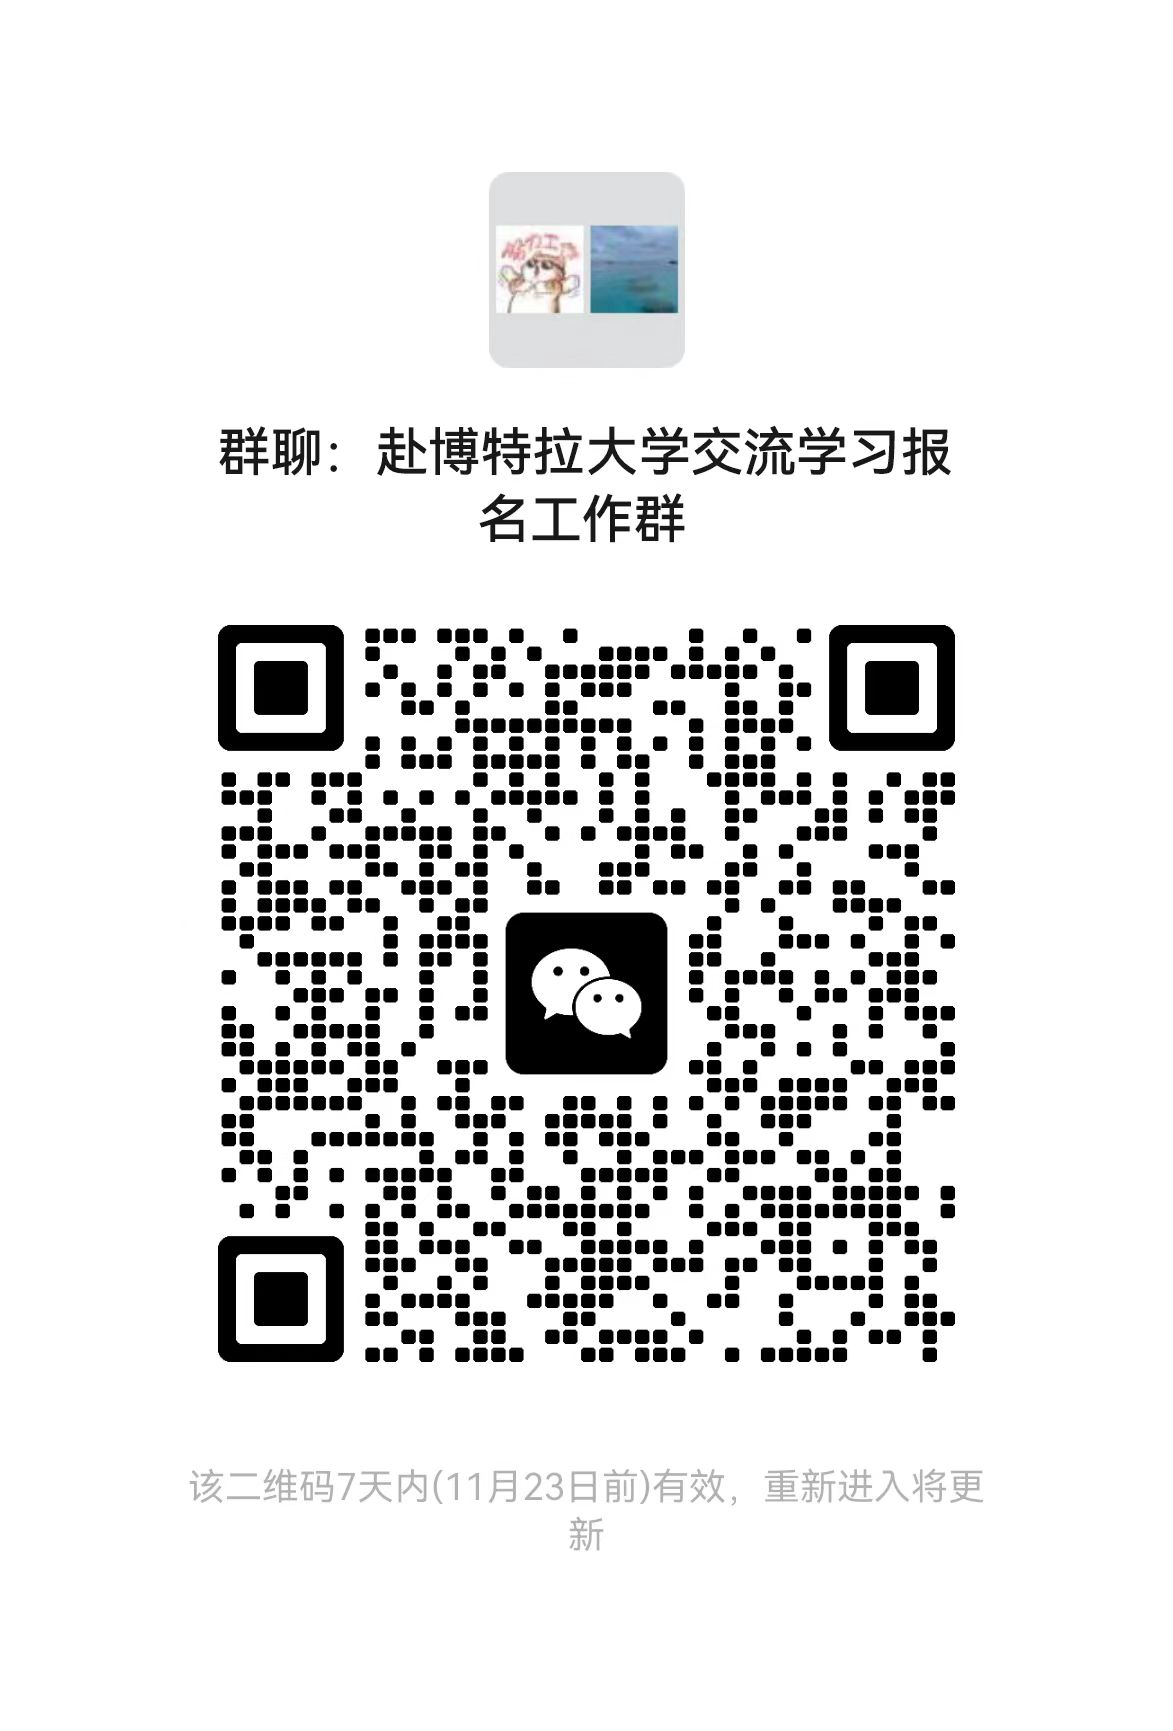 群聊：赴博特拉大学交流学习报
名工作群
该二维码7天内(11月23日前)有效，重新进入将更
新